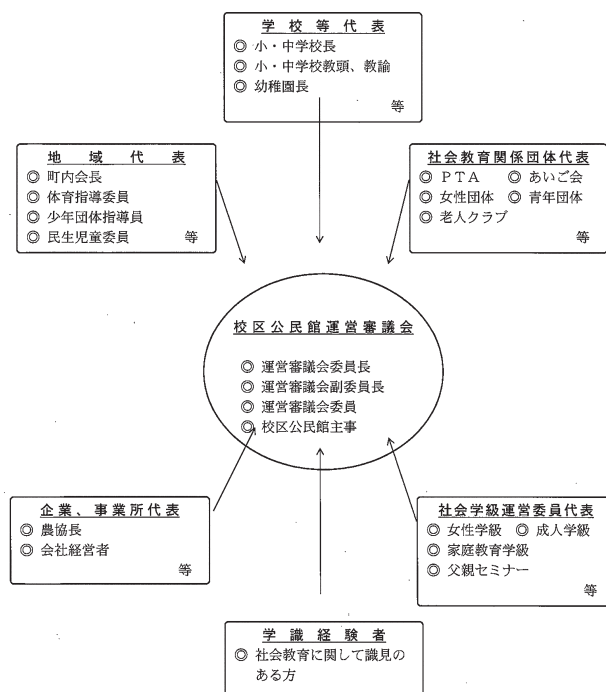 学校等代表
◎ 小・中学校長
◎ 小・中学校教頭、教諭
◎ 幼稚園長
等
地域代表
◎ 町内会長
◎ 体育指導委員
◎ 少年団体指導員
◎ 民生児童委員
等
社会教育関係団体代表
◎ PTA ◎ あいご会
◎ 女性団体 ◎ 青年団体
◎ 老人クラブ
等
校区公民館運営審議会
◎ 運営審議会委員長
◎ 運営審議会副委員長
◎ 運営審議会委員
◎ 校区公民館主事
企業、事業所代表
◎ 農協長
◎ 会社経営者
等
社会学級運営委員代表
◎ 女性学級 ◎ 成人学級
◎ 家庭教育学級
◎ 父親セミナー
等
学識経験者
◎ 社会教育に関して識見の
ある方